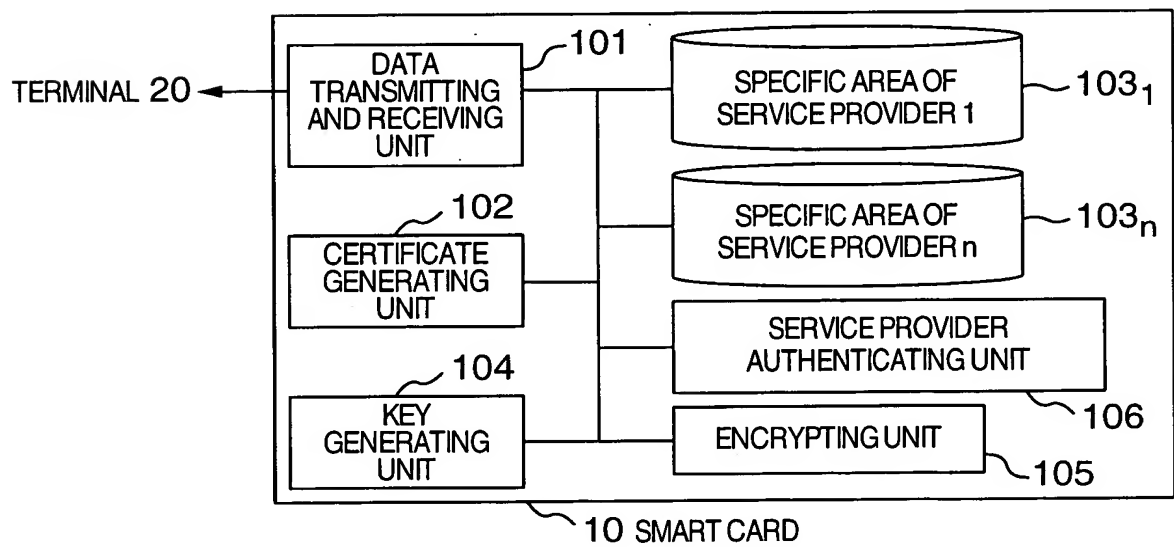 TERMINAL 20
DATA
TRANSMITTING
AND RECEIVING
UNIT
101
SPECIFIC AREA OF
SERVICE PROVIDER 1
103₁
102
CERTIFICATE
GENERATING
UNIT
SPECIFIC AREA OF
SERVICE PROVIDER n
103ₙ
SERVICE PROVIDER
AUTHENTICATING UNIT
106
104
KEY
GENERATING
UNIT
ENCRYPTING UNIT
105
10 SMART CARD